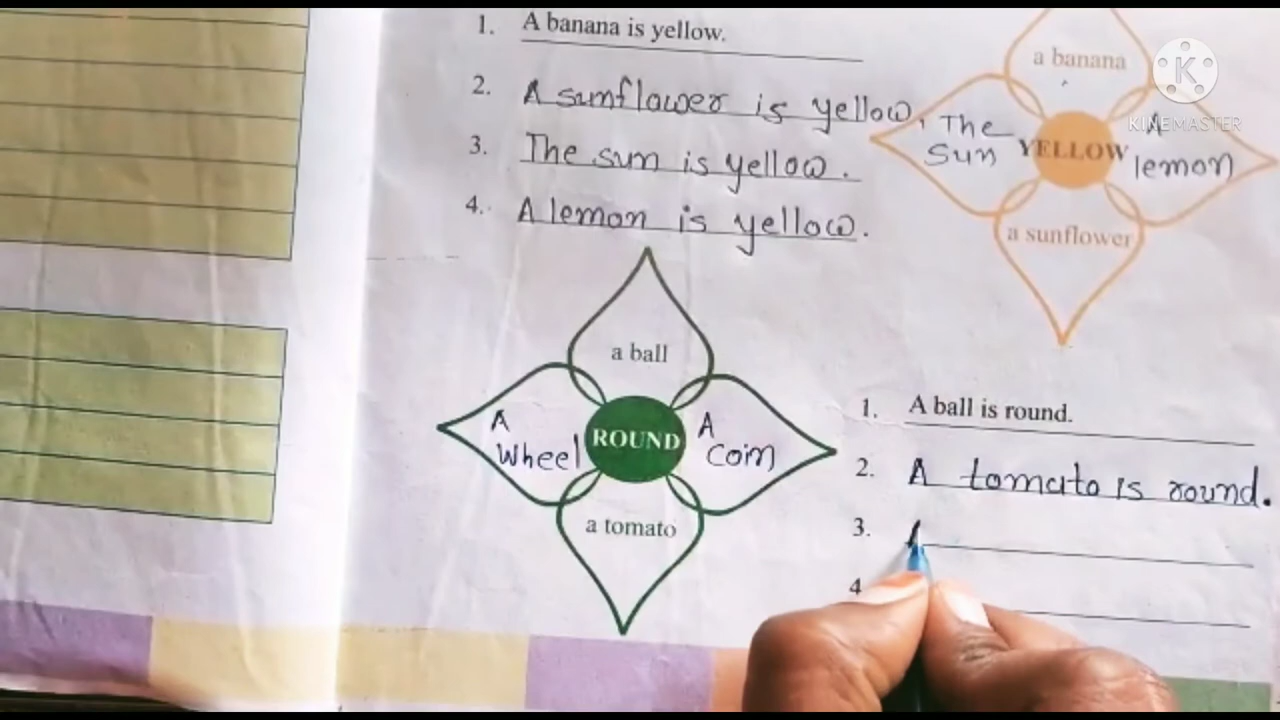 1. A banana is yellow.
2. A sunflower is yellow.
3. The sun is yellow.
4. A lemon is yellow.
a banana
The Sun
YELLOW
A lemon
a sunflower
K
KINEMASTER
a ball
A Wheel
ROUND
A coin
a tomato
1. A ball is round.
2. A tomato is round.
3.
4